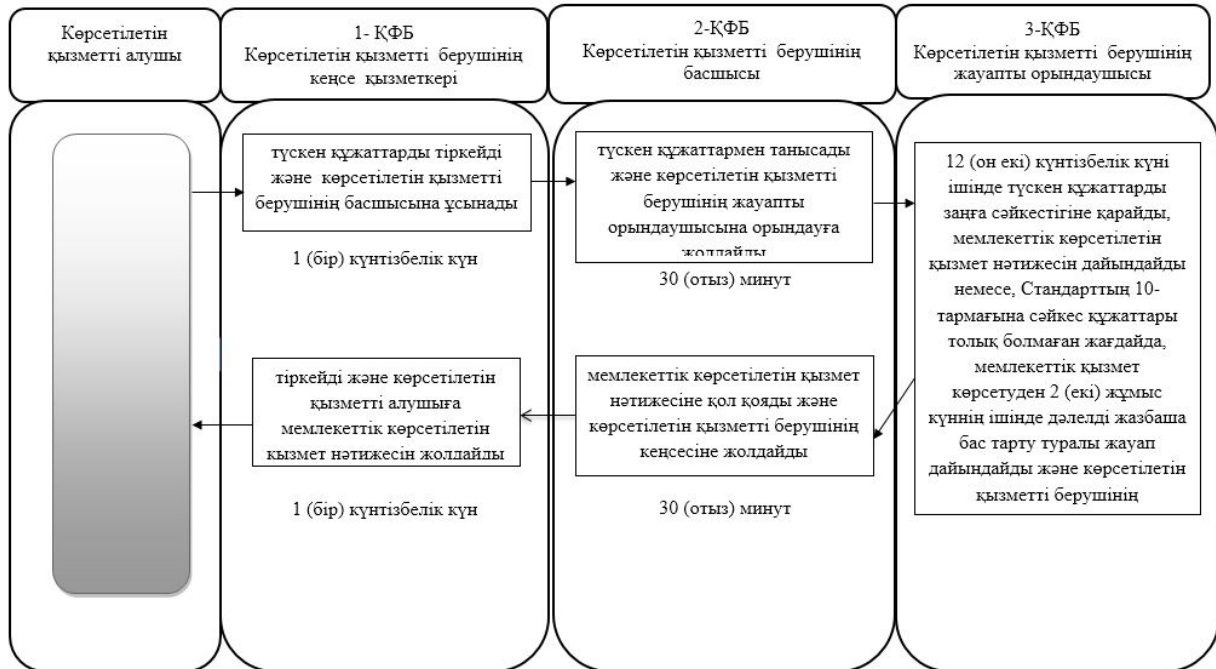 Көрсетілетін
қызметті алушы
1- ҚФБ
Көрсетілетін қызметті берушінің
кеңсе қызметкері
2-ҚФБ
Көрсетілетін қызметті берушінің
басшысы
3-ҚФБ
Көрсетілетін қызметті берушінің
жауапты орындаушысы
түскен құжаттарды тіркейді
және көрсетілетін қызметті
берушінің басшысына ұсынады
1 (бір) күнтізбелік күн
түскен құжаттармен танысады
және көрсетілетін қызметті
берушінің жауапты
орындаушысына орындауға
жолдайды
30 (отыз) минут
12 (он екі) күнтізбелік күні
ішінде түскен құжаттарды
заңға сәйкестігіне қарайды,
мемлекеттік көрсетілетін
қызмет нәтижесін дайындайды
немесе, Стандарттың 10-
тармағына сәйкес құжаттары
толық болмаған жағдайда,
мемлекеттік қызмет
көрсетуден 2 (екі) жұмыс
күннің ішінде дәлелді жазбаша
бас тарту туралы жауап
дайындайды және көрсетілетін
қызметті берушінің
тіркейді және көрсетілетін
қызметті алушыға
мемлекеттік көрсетілетін
қызмет нәтижесін жолдайды
1 (бір) күнтізбелік күн
мемлекеттік көрсетілетін қызмет
нәтижесіне қол қояды және
көрсетілетін қызметті берушінің
кеңсесіне жолдайды
30 (отыз) минут